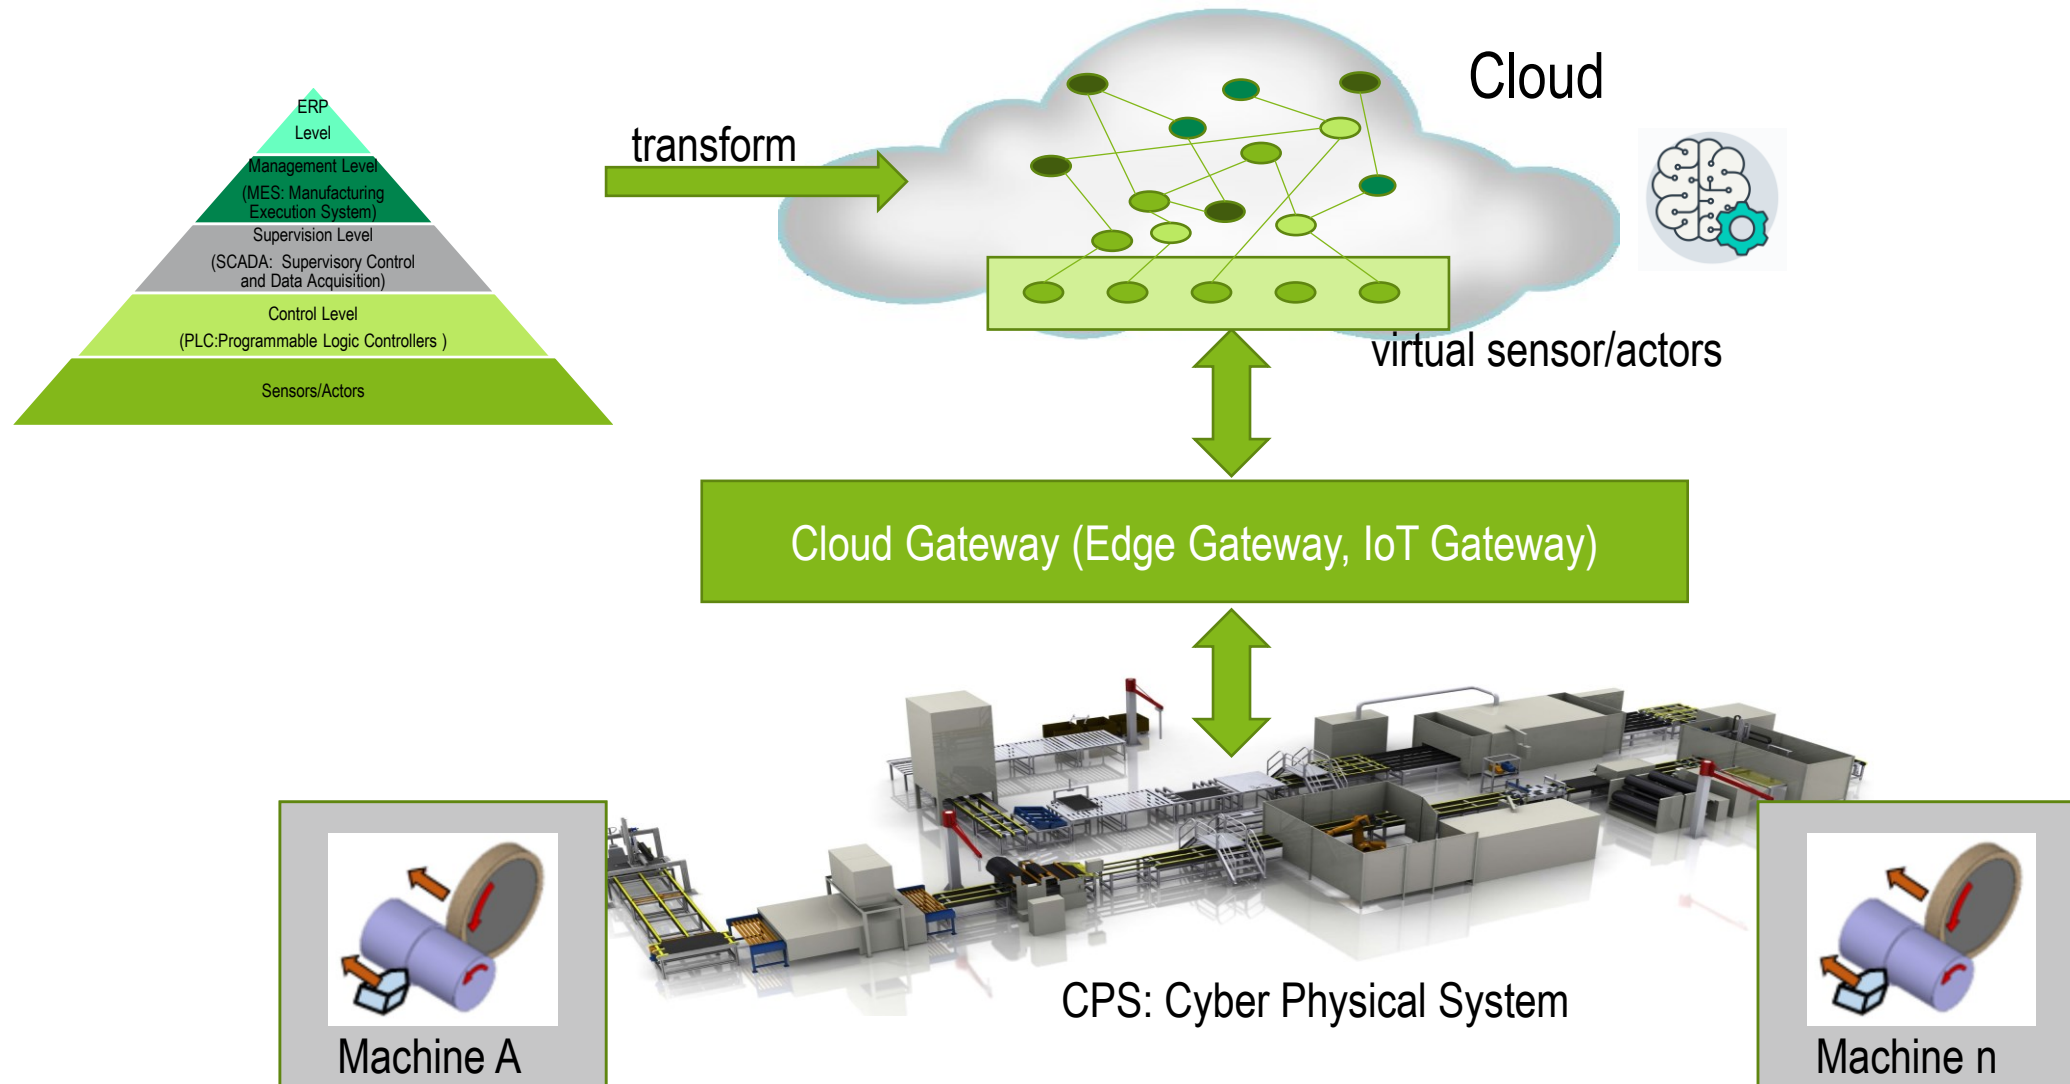 Cloud
ERP
Level
Management Level
(MES: Manufacturing
Execution System)
Supervision Level
(SCADA:  Supervisory Control
and Data Acquisition)
Control Level
(PLC:Programmable Logic Controllers )
Sensors/Actors
transform
virtual sensor/actors
Cloud Gateway (Edge Gateway, IoT Gateway)
CPS: Cyber Physical System
Machine A
Machine n